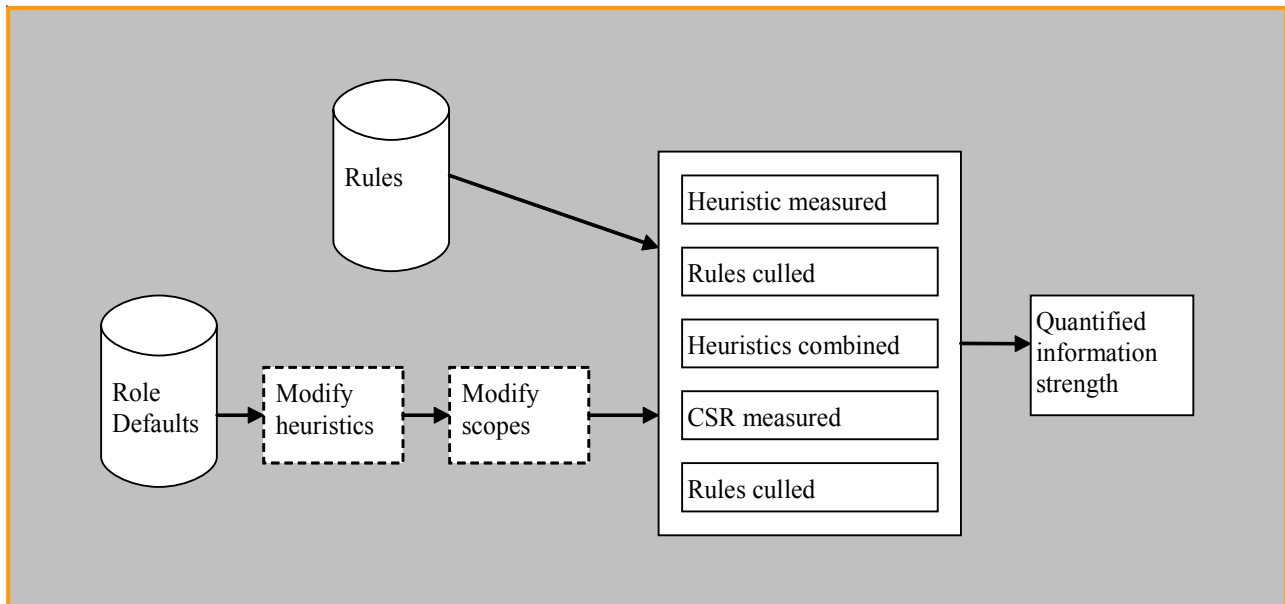 Rules
Role
Defaults
Modify
heuristics
Modify
scopes
Heuristic measured
Rules culled
Heuristics combined
CSR measured
Rules culled
Quantified
information
strength